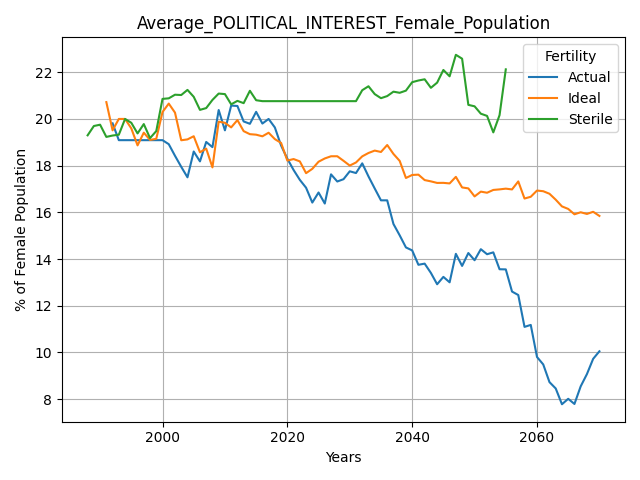 Average_POLITICAL_INTEREST_Female_Population
% of Female Population
22
20
18
16
14
12
10
8
2000 2020 2040 2060
Years
Fertility
Actual
Ideal
Sterile